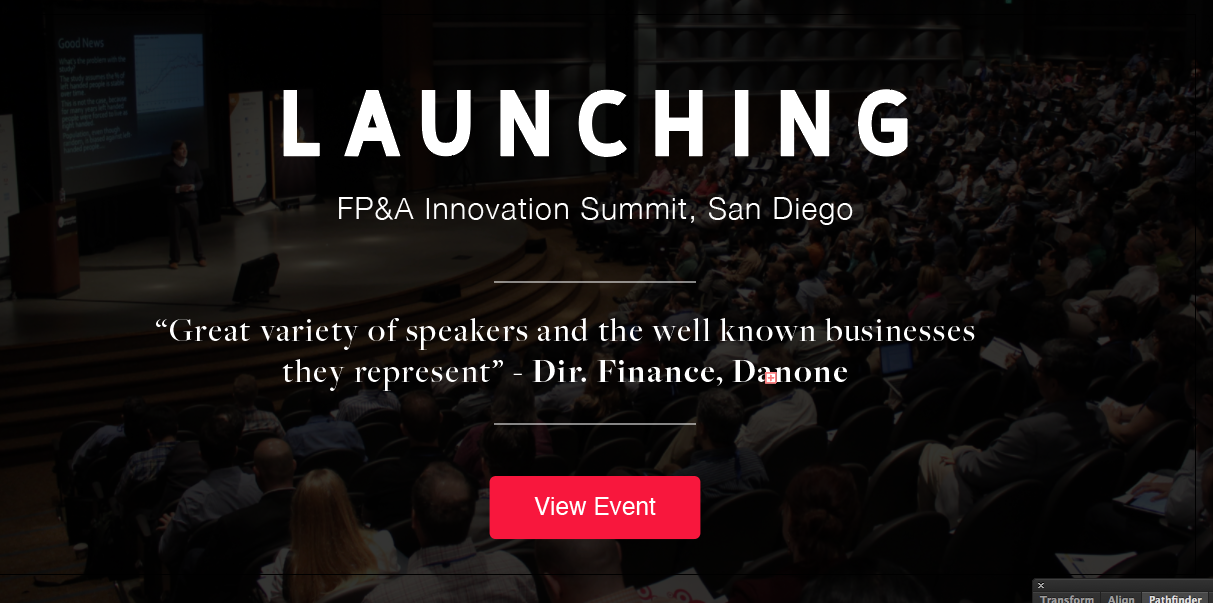 Good News
LAUNCHING
FP&A Innovation Summit, San Diego
“Great variety of speakers and the well known businesses
they represent” - Dir. Finance, Danone
View Event
Transform Align Pathfinder